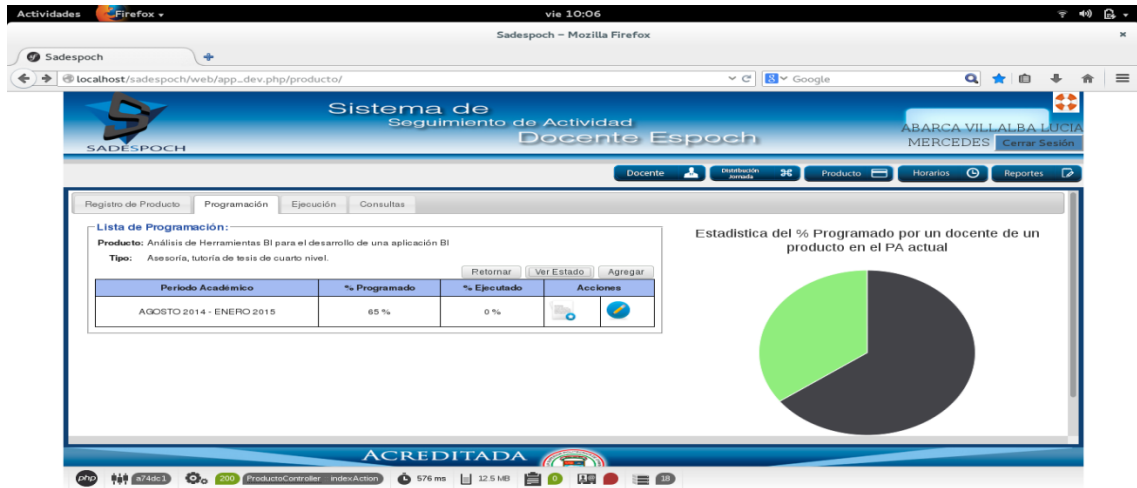 Actividades Firefox vie 10:06
Sadespoch – Mozilla Firefox
Sadespoch
localhost/sadespoch/web/app_dev.php/producto/ Google
Sistema de
Seguimiento de Actividad
Docente Espoch
SADESPOCH
ABARCA VILLALBA LUCIA
MERCEDES Cerrar Sesión
Docente Distribución Jornada Producto Horarios Reportes
Registro de Producto Programación Ejecución Consultas
Lista de Programación:
Producto: Análisis de Herramientas BI para el desarrollo de una aplicación BI
Tipo: Asesoría, tutoría de tesis de cuarto nivel.
Retornar Ver Estado Agregar
Periodo Académico % Programado % Ejecutado Acciones
AGOSTO 2014 - ENERO 2015 65 % 0 %
Estadistica del % Programado por un docente de un
producto en el PA actual
ACREDITADA
php a74dc1 200 ProductoController indexAction 576 ms 12.5 MB 0 18